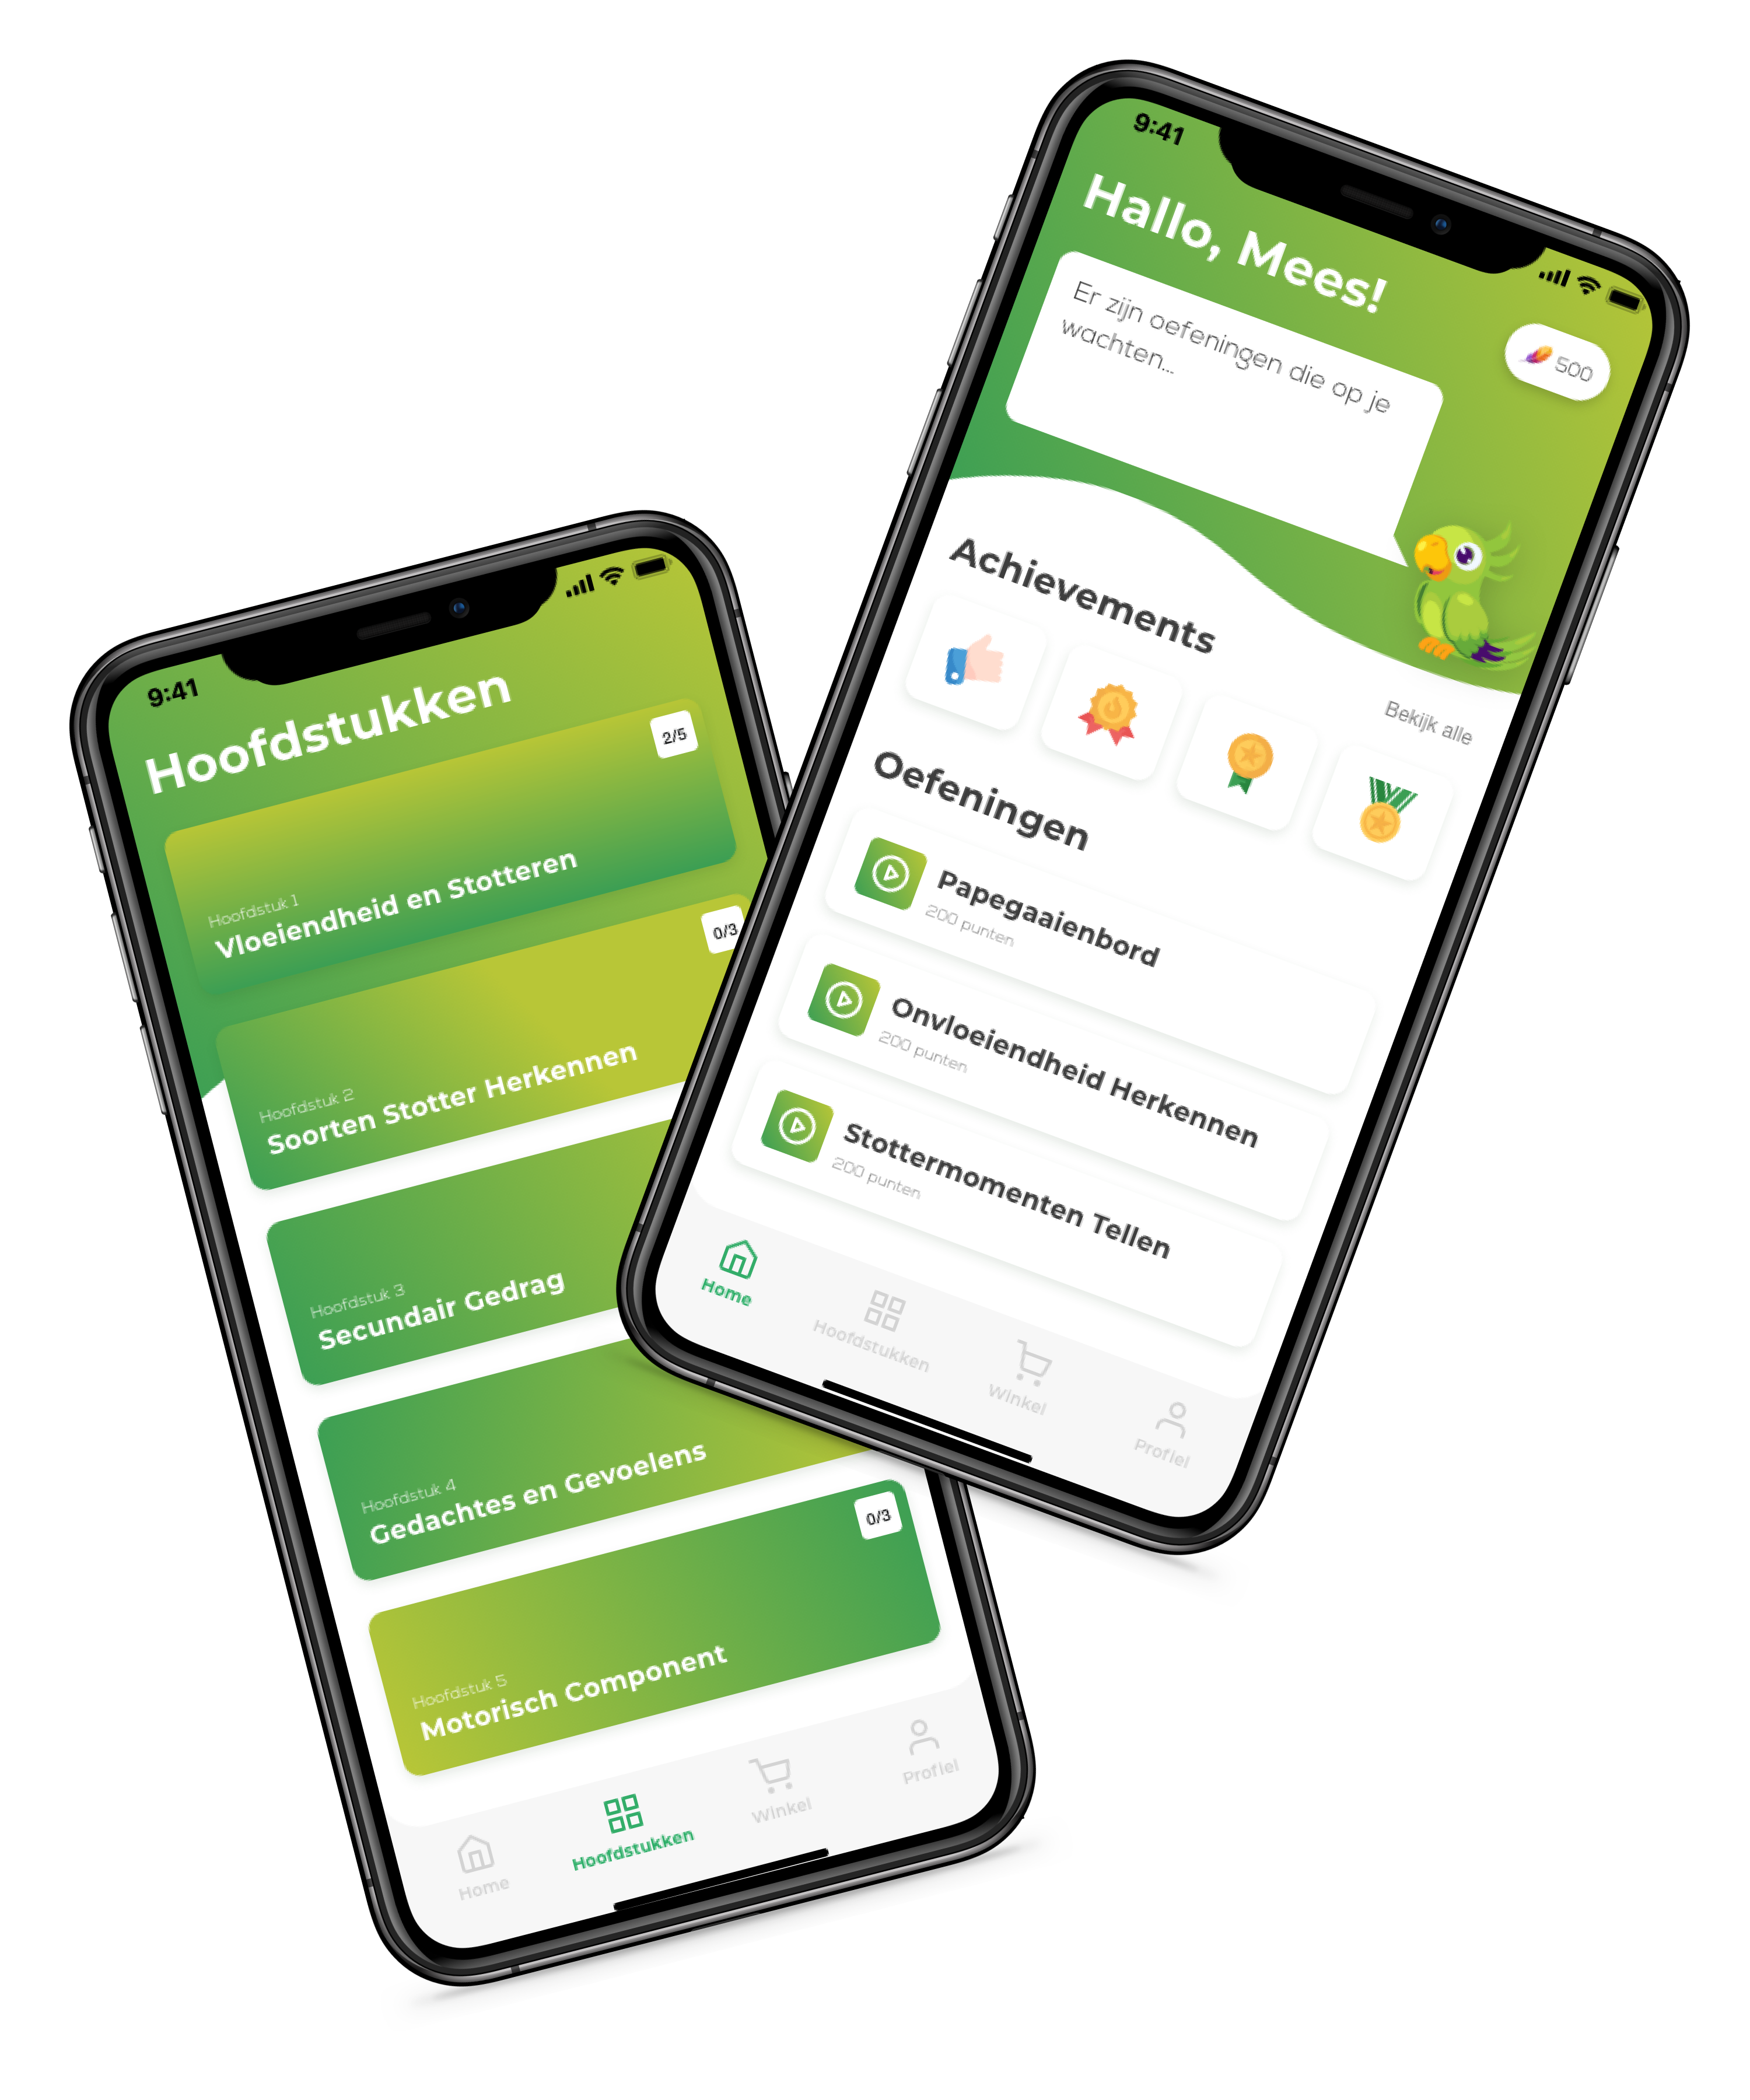 9:41
Hoofdstukken
2/5
Hoofdstuk 1
Vloeiendheid en Stotteren
0/3
Hoofdstuk 2
Soorten Stotter Herkennen
Hoofdstuk 3
Secundair Gedrag
Hoofdstuk 4
Gedachtes en Gevoelens
0/3
Hoofdstuk 5
Motorisch Component
Home
Hoofdstukken
Winkel
Profiel
9:41
Hallo, Mees!
500
Er zijn oefeningen die op je
wachten...
Achievements
Bekijk alle
Oefeningen
Papegaaienbord
200 punten
Onvloeiendheid Herkennen
200 punten
Stottermomenten Tellen
200 punten
Home
Hoofdstukken
Winkel
Profiel